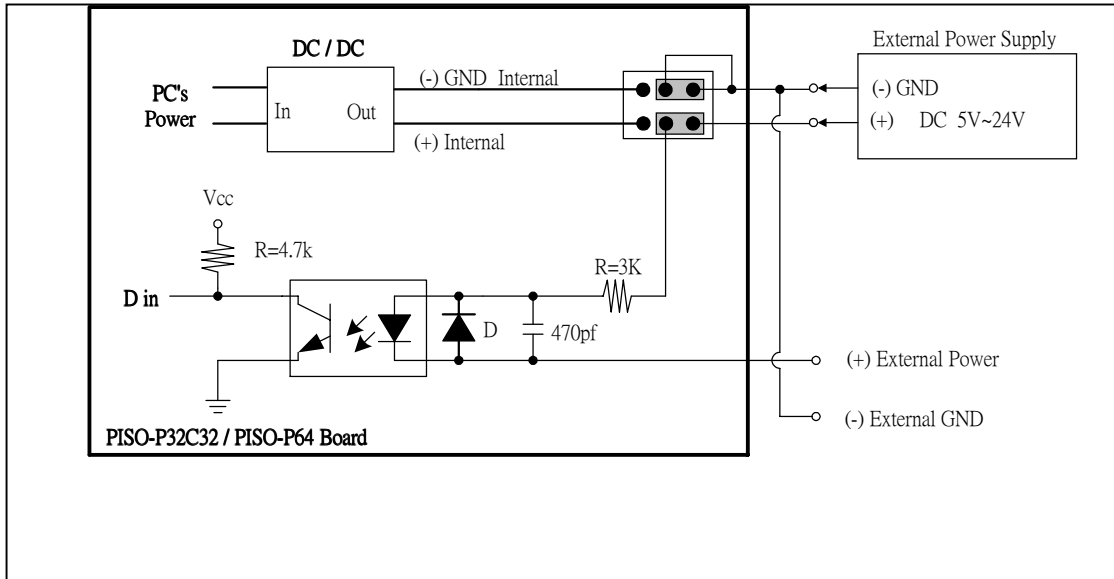 DC / DC
External Power Supply
PC's
Power
In
Out
(-) GND Internal
(+) Internal
(-) GND
(+) DC 5V~24V
Vcc
R=4.7k
R=3K
D in
D
470pf
(+) External Power
(-) External GND
PISO-P32C32 / PISO-P64 Board